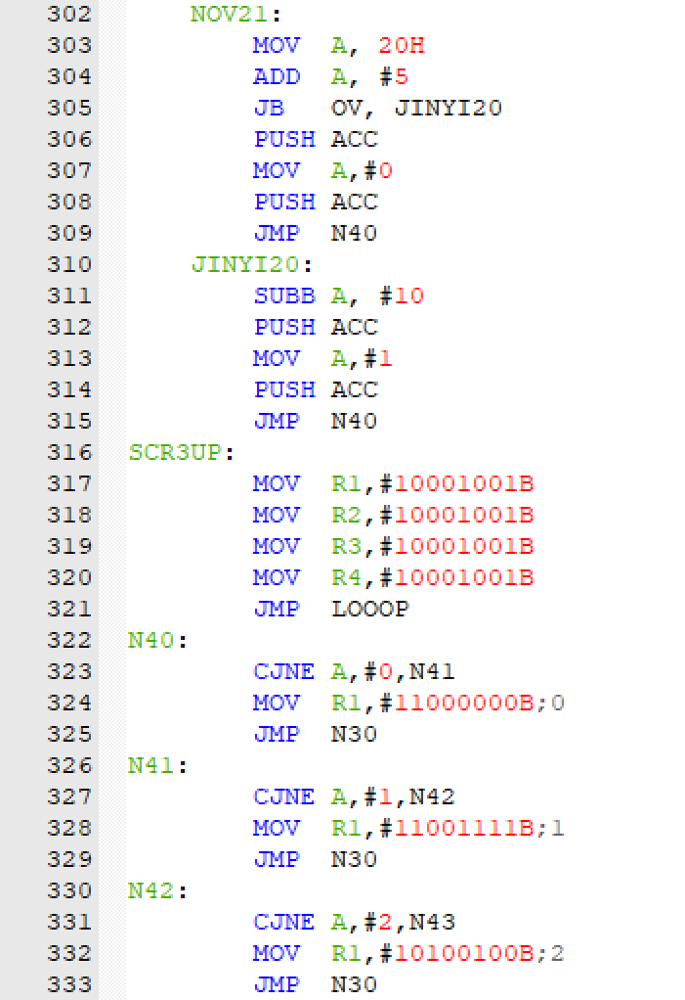 302 NOV21:
303 MOV A, 20H
304 ADD A, #5
305 JB OV, JINYI20
306 PUSH ACC
307 MOV A,#0
308 PUSH ACC
309 JMP N40
310 JINYI20:
311 SUBB A, #10
312 PUSH ACC
313 MOV A,#1
314 PUSH ACC
315 JMP N40
316 SCR3UP:
317 MOV R1,#10001001B
318 MOV R2,#10001001B
319 MOV R3,#10001001B
320 MOV R4,#10001001B
321 JMP LOOOP
322 N40:
323 CJNE A,#0,N41
324 MOV R1,#11000000B;0
325 JMP N30
326 N41:
327 CJNE A,#1,N42
328 MOV R1,#11001111B;1
329 JMP N30
330 N42:
331 CJNE A,#2,N43
332 MOV R1,#10100100B;2
333 JMP N30